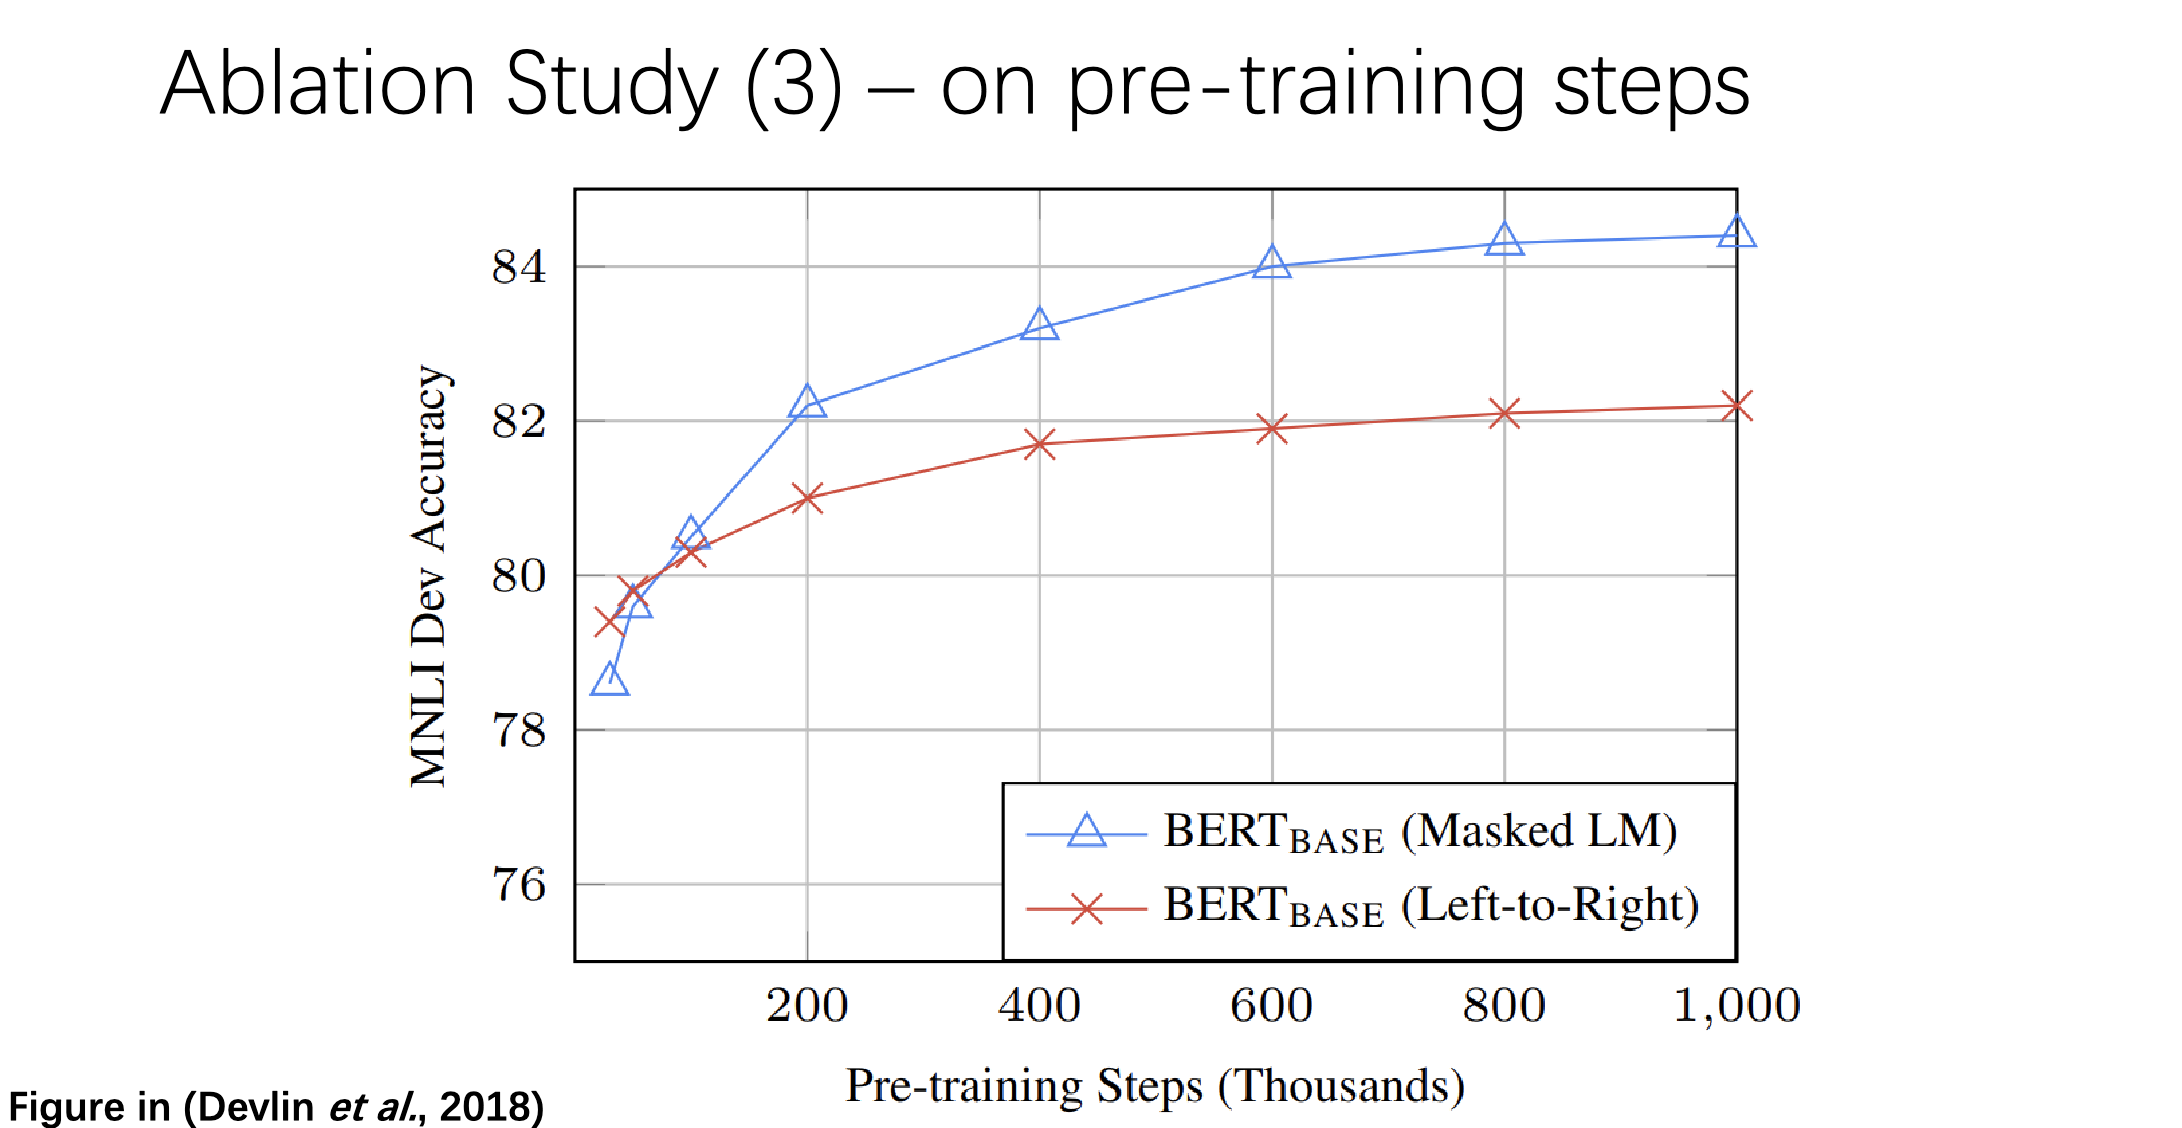 Ablation Study (3) – on pre-training steps
84
82
80
78
76
MNLI Dev Accuracy
BERTBASE (Masked LM)
BERTBASE (Left-to-Right)
200 400 600 800 1,000
Pre-training Steps (Thousands)
Figure in (Devlin et al., 2018)